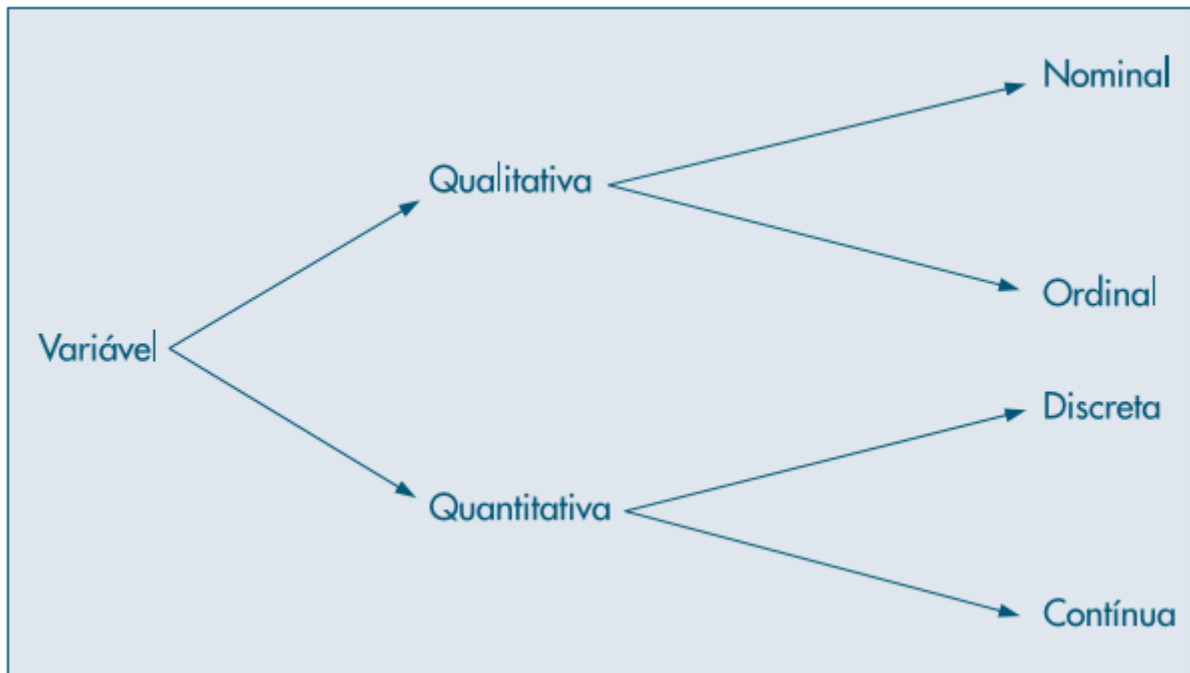 Nominal
Qualitativa
Ordinal
Variável
Discreta
Quantitativa
Contínua